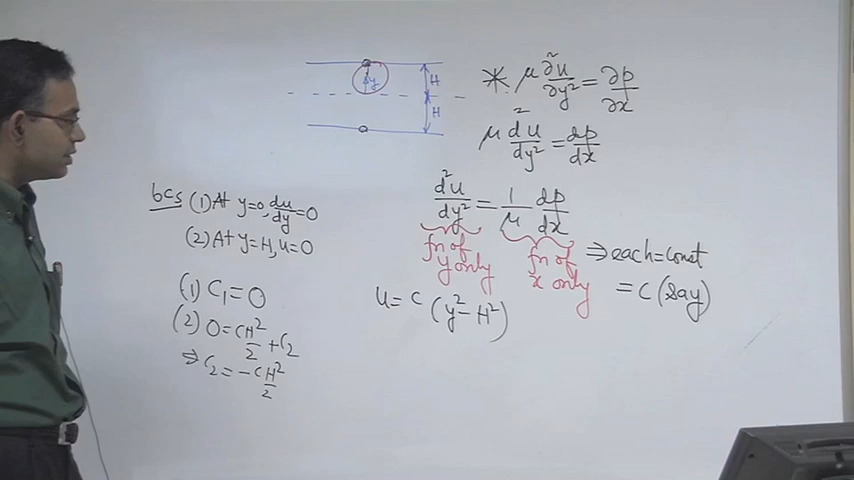 y
H
H
* μ ∂²u/∂y² = ∂p/∂x
μ d²u/dy² = dp/dx
d²u/dy² = 1/μ dp/dx
fn of y only
fn of x only
⇒ each = const
= c (say)
bcs (1) At y=0, du/dy = 0
(2) At y=H, u=0
(1) C₁ = 0
(2) 0 = cH²/2 + C₂
⇒ C₂ = -cH²/2
u = c (y² - H²)